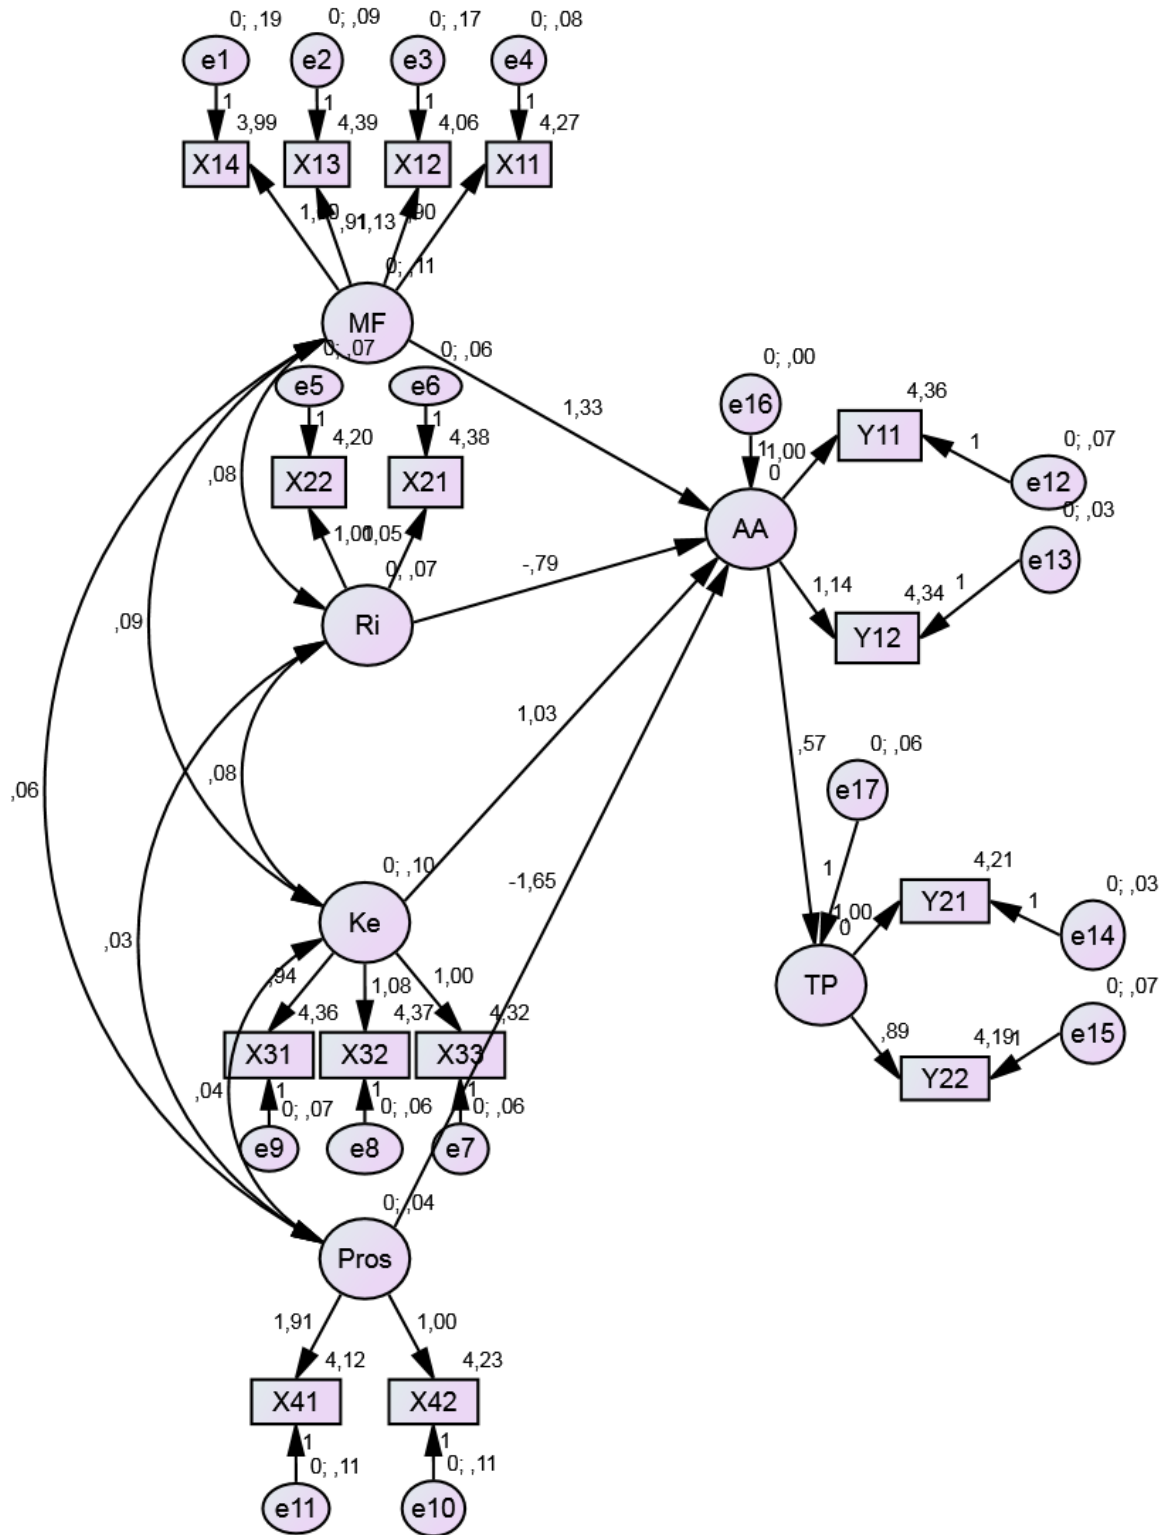 0; ,19
0; ,09
0; ,17
0; ,08
e1
e2
e3
e4
1
1
1
1
3,99
4,39
4,06
4,27
X14
X13
X12
X11
1,00
,91
1,13
,90
0; ,11
MF
0; ,07
0; ,06
e5
e6
1
1
4,20
4,38
X22
X21
1,00
1,05
0; ,07
Ri
1,33
-,79
,08
,09
,08
,06
,03
,04
0; ,00
e16
1
1,00
0
AA
4,36
Y11
1
0; ,07
e12
0; ,03
e13
1,14
4,34
1
Y12
1,03
,57
0; ,06
e17
1
-1,65
0; ,10
Ke
,94
1,08
1,00
4,36
4,37
4,32
X31
X32
X33
1
1
1
0; ,07
0; ,06
0; ,06
e9
e8
e7
1,00
0
TP
4,21
Y21
1
0; ,03
e14
0; ,07
e15
,89
4,19
1
Y22
0; ,04
Pros
1,91
1,00
4,12
4,23
X41
X42
1
1
0; ,11
0; ,11
e11
e10